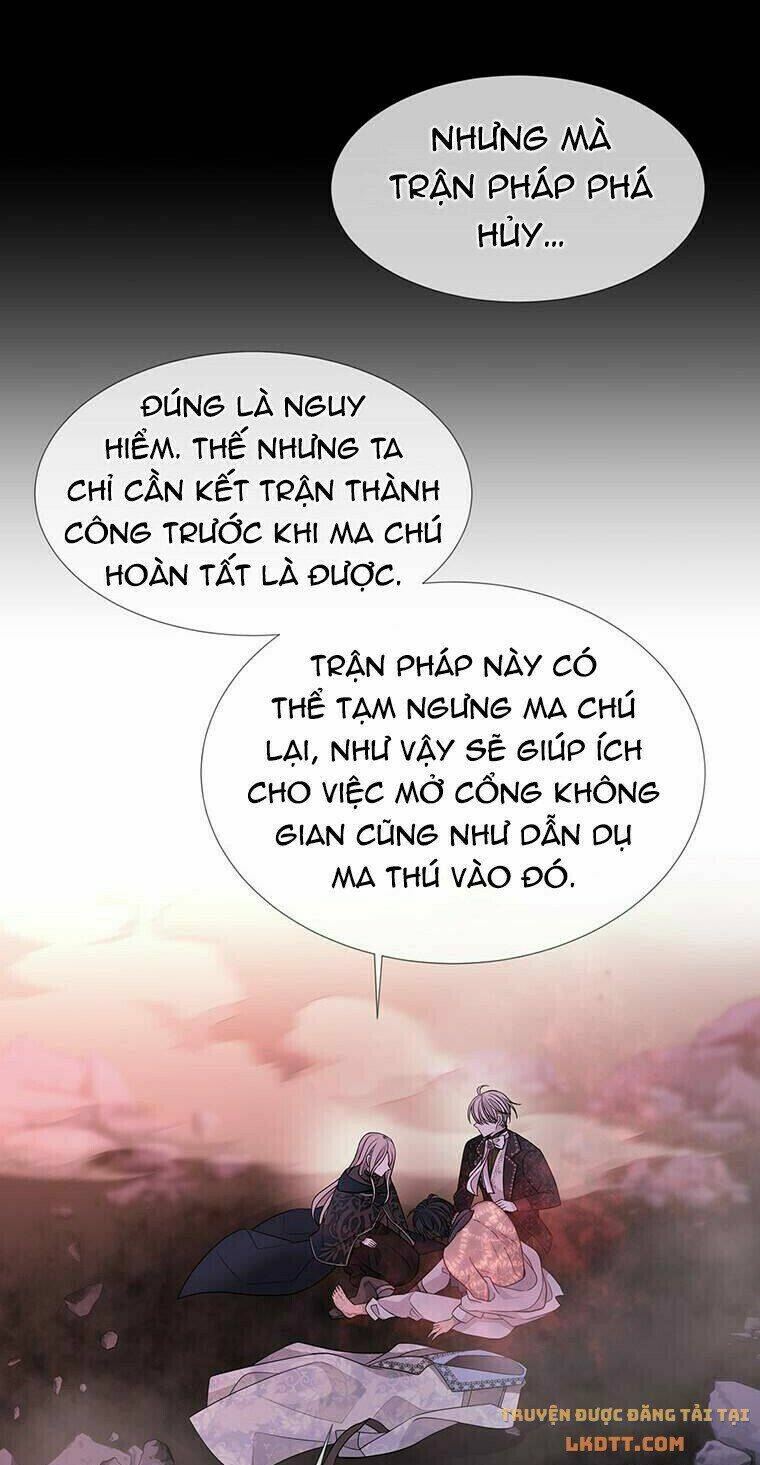 NHƯNG MÀ
TRẬN PHÁP PHÁ
HỦY...
ĐÚNG LÀ NGUY
HIỂM. THẾ NHƯNG TA
CHỈ CẦN KẾT TRẬN THÀNH
CÔNG TRƯỚC KHI MA CHÚ
HOÀN TẤT LÀ ĐƯỢC.
TRẬN PHÁP NÀY CÓ
THỂ TẠM NGƯNG MA CHÚ
LẠI, NHƯ VẬY SẼ GIÚP ÍCH
CHO VIỆC MỞ CỔNG KHÔNG
GIAN CŨNG NHƯ DẪN DỤ
MA THÚ VÀO ĐÓ.
TRUYỆN ĐƯỢC ĐĂNG TẢI TẠI
LKDTT.COM